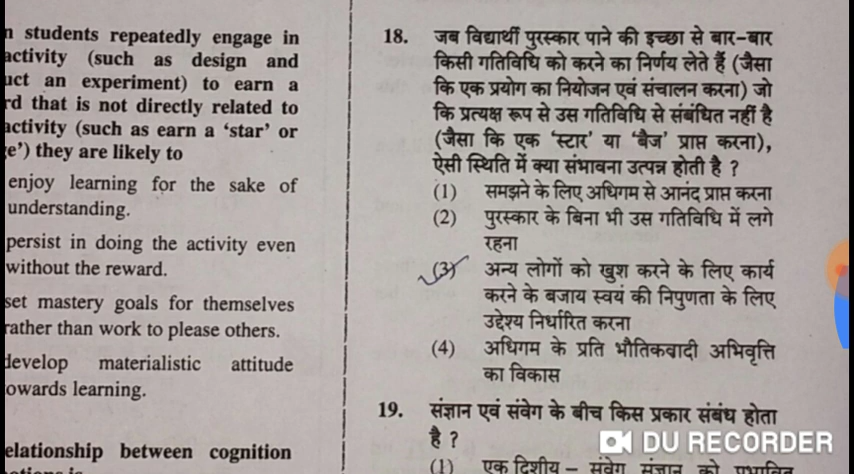 n students repeatedly engage in
activity (such as design and
uct an experiment) to earn a
rd that is not directly related to
activity (such as earn a ‘star’ or
e’) they are likely to
enjoy learning for the sake of
understanding.
persist in doing the activity even
without the reward.
set mastery goals for themselves
rather than work to please others.
develop materialistic attitude
owards learning.
elationship between cognition
18. जब विद्यार्थी पुरस्कार पाने की इच्छा से बार-बार
किसी गतिविधि को करने का निर्णय लेते हैं (जैसा
कि एक प्रयोग का नियोजन एवं संचालन करना) जो
कि प्रत्यक्ष रूप से उस गतिविधि से संबंधित नहीं है
(जैसा कि एक ‘स्टार’ या ‘बैज’ प्राप्त करना),
ऐसी स्थिति में क्या संभावना उत्पन्न होती है ?
(1) समझने के लिए अधिगम से आनंद प्राप्त करना
(2) पुरस्कार के बिना भी उस गतिविधि में लगे
रहना
(3) अन्य लोगों को खुश करने के लिए कार्य
करने के बजाय स्वयं की निपुणता के लिए
उद्देश्य निर्धारित करना
(4) अधिगम के प्रति भौतिकवादी अभिवृत्ति
का विकास
19. संज्ञान एवं संवेग के बीच किस प्रकार संबंध होता
है ?
(1) एक दिशीय – संवेग संज्ञान को प्रभावित
DU RECORDER